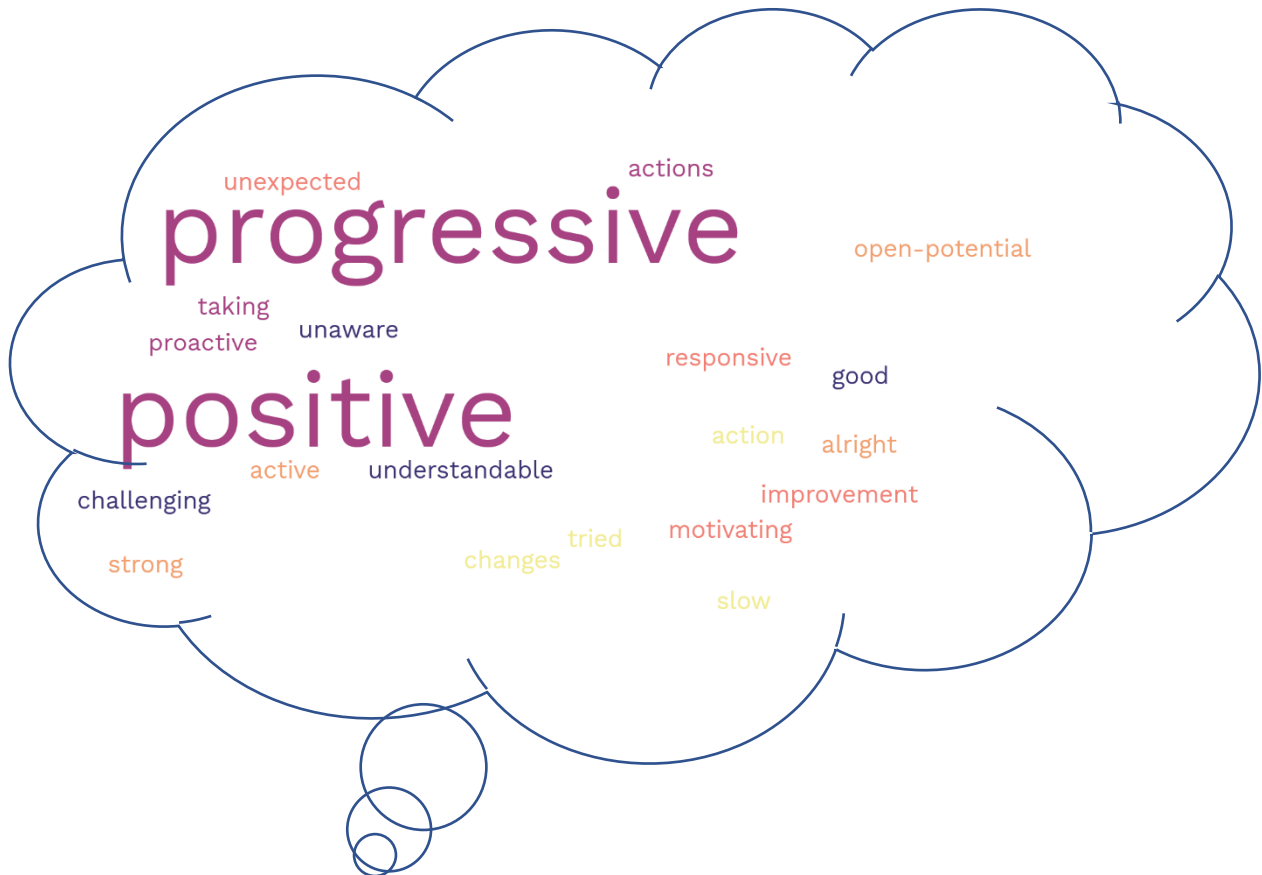 actions
unexpected
progressive
open-potential
taking
unaware
proactive
responsive
good
positive
action
alright
active
understandable
challenging
improvement
motivating
tried
changes
strong
slow